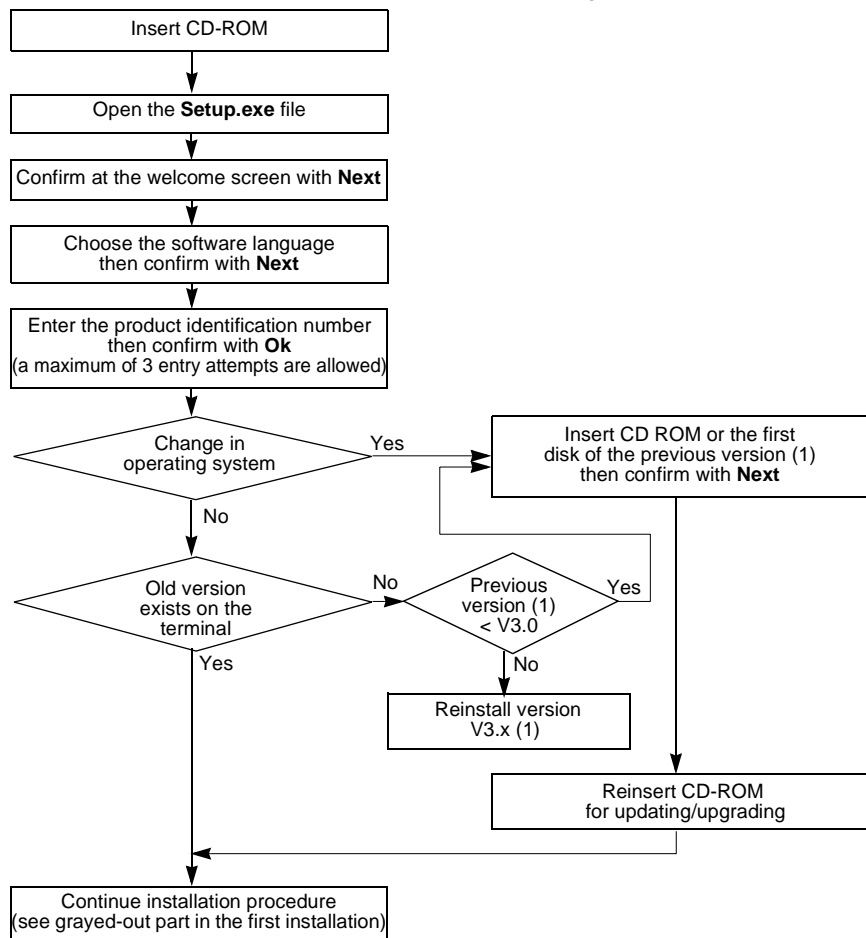 Insert CD-ROM
Open the Setup.exe file
Confirm at the welcome screen with Next
Choose the software language
then confirm with Next
Enter the product identification number
then confirm with Ok
(a maximum of 3 entry attempts are allowed)
Change in
operating system
Yes
No
Insert CD ROM or the first
disk of the previous version (1)
then confirm with Next
Old version
exists on the
terminal
No
Yes
Previous
version (1)
< V3.0
Yes
No
Reinstall version
V3.x (1)
Reinsert CD-ROM
for updating/upgrading
Continue installation procedure
(see grayed-out part in the first installation)